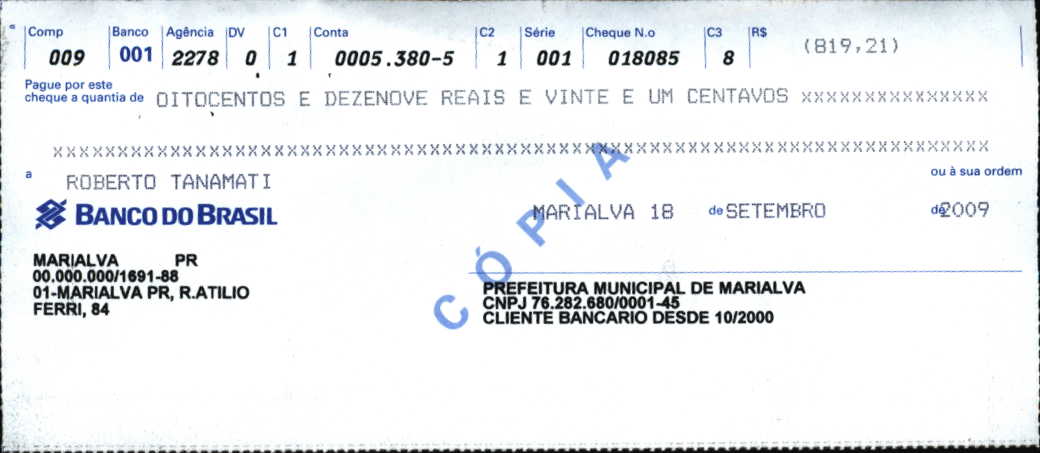 Comp Banco Agência DV C1 Conta C2 Série Cheque N.o C3 R$
009 001 2278 0 1 0005.380-5 1 001 018085 8 (819,21)
Pague por este
cheque a quantia de OITOCENTOS E DEZENOVE REAIS E VINTE E UM CENTAVOS XXXXXXXXXXXXXXX
XXXXXXXXXXXXXXXXXXXXXXXXXXXXXXXXXXXXXXXXXXXXXXXXXXXXXXXXXXXXXXXXXXXXXXXXX
a ROBERTO TANAMATI ou à sua ordem
BANCO DO BRASIL
MARIALVA 18 de SETEMBRO de 2009
MARIALVA PR
00.000.000/1691-88
01-MARIALVA PR, R.ATILIO
FERRI, 84
PREFEITURA MUNICIPAL DE MARIALVA
CNPJ 76.282.680/0001-45
CLIENTE BANCARIO DESDE 10/2000
CÓPIA